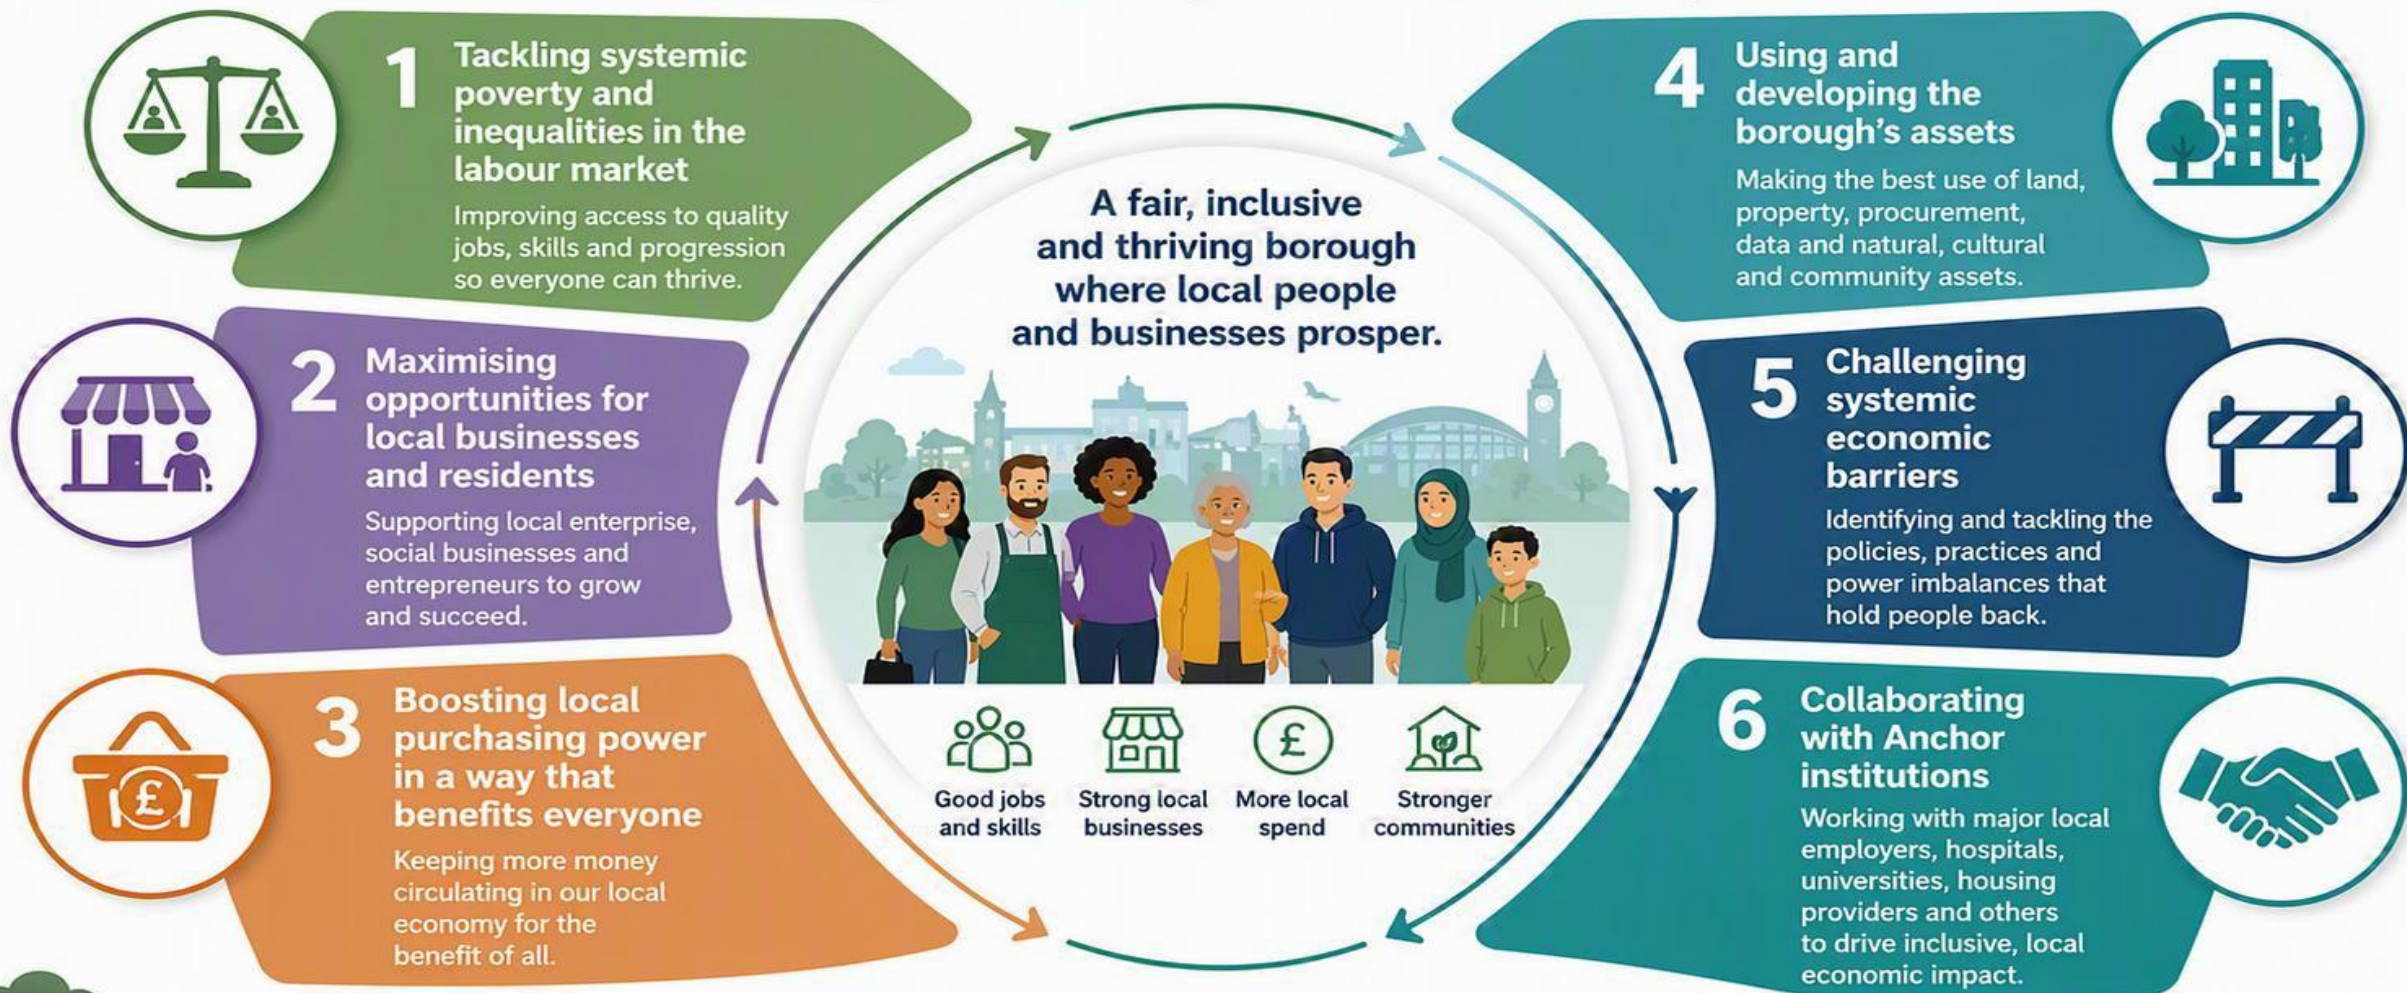 1
Tackling systemic
poverty and
inequalities in the
labour market
Improving access to quality
jobs, skills and progression
so everyone can thrive.
2
Maximising
opportunities for
local businesses
and residents
Supporting local enterprise,
social businesses and
entrepreneurs to grow
and succeed.
3
Boosting local
purchasing power
in a way that
benefits everyone
Keeping more money
circulating in our local
economy for the
benefit of all.
£
A fair, inclusive
and thriving borough
where local people
and businesses prosper.
£
Good jobs
and skills
Strong local
businesses
More local
spend
Stronger
communities
4
Using and
developing the
borough's assets
Making the best use of land,
property, procurement,
data and natural, cultural
and community assets.
5
Challenging
systemic
economic
barriers
Identifying and tackling the
policies, practices and
power imbalances that
hold people back.
6
Collaborating
with Anchor
institutions
Working with major local
employers, hospitals,
universities, housing
providers and others
to drive inclusive, local
economic impact.